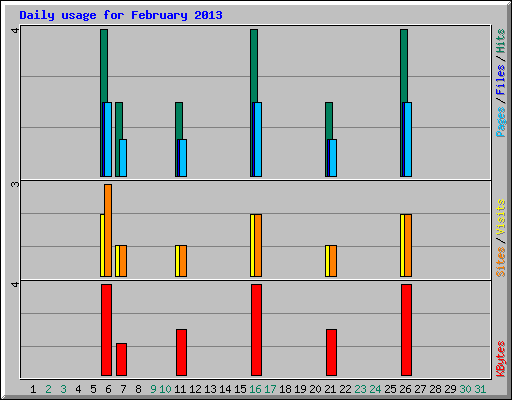 Daily usage for February 2013
4
Pages / Files / Hits
3
Sites / Visits
4
KBytes
1 2 3 4 5 6 7 8 9 10 11 12 13 14 15 16 17 18 19 20 21 22 23 24 25 26 27 28 29 30 31